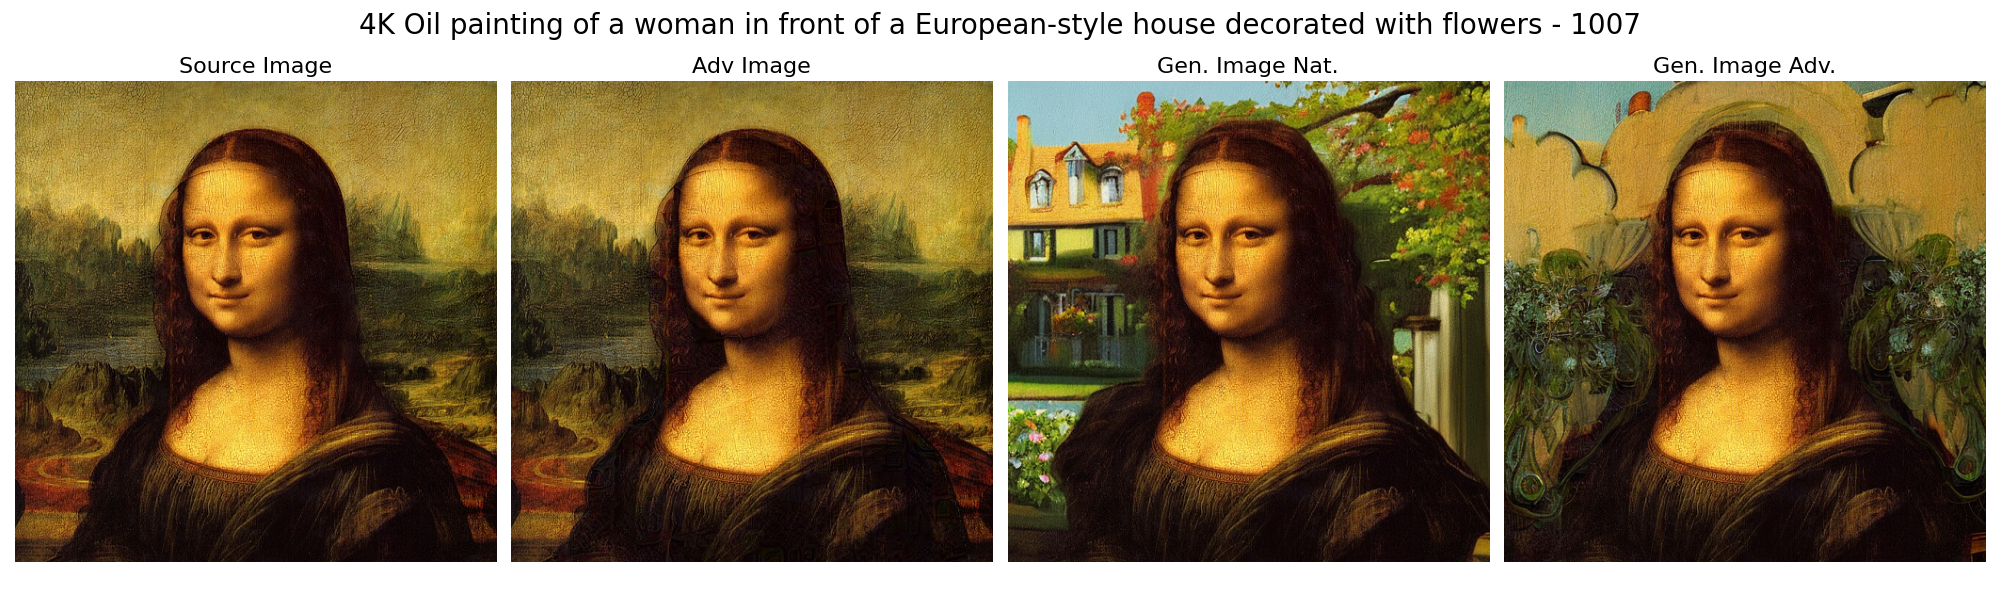 4K Oil painting of a woman in front of a European-style house decorated with flowers - 1007
Source Image
Adv Image
Gen. Image Nat.
Gen. Image Adv.